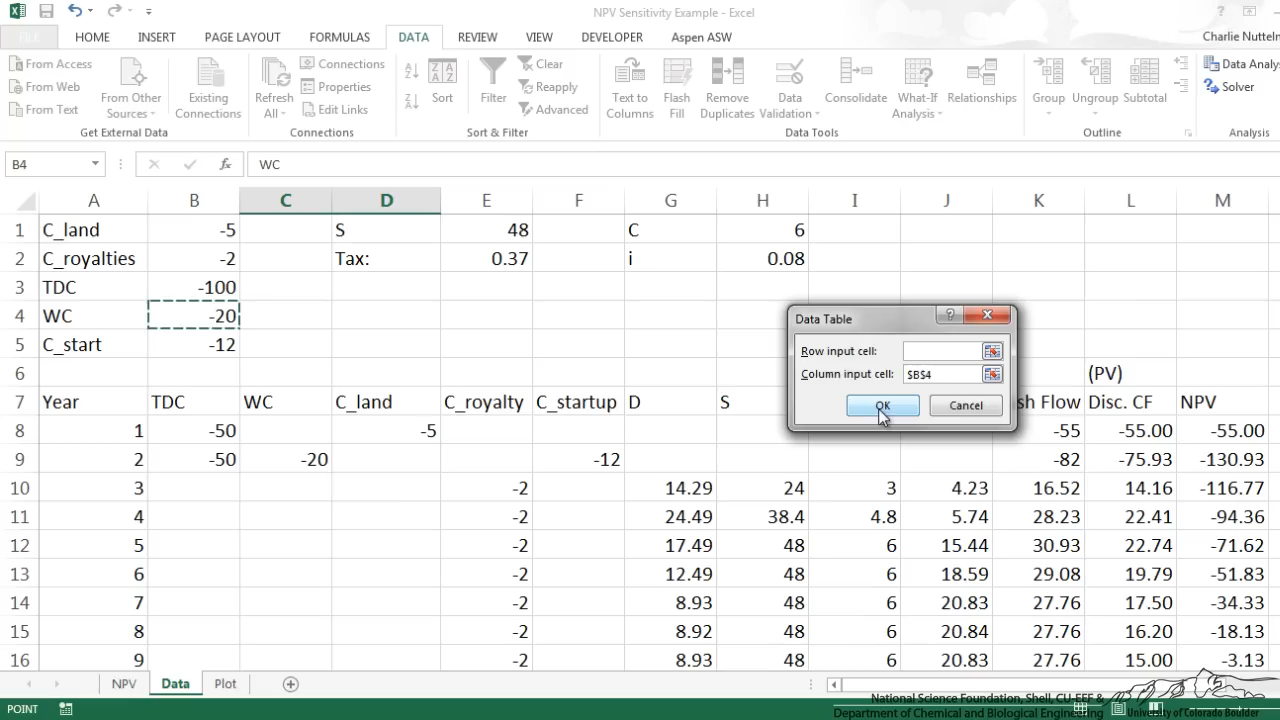 NPV Sensitivity Example - Excel
FILE HOME INSERT PAGE LAYOUT FORMULAS DATA REVIEW VIEW DEVELOPER Aspen ASW Charlie Nutteln
From Access
From Web
From Text
From Other
Sources
Existing
Connections
Get External Data
Refresh
All
Connections
Properties
Edit Links
Connections
Sort
Filter
Clear
Reapply
Advanced
Sort & Filter
Text to
Columns
Flash
Fill
Remove
Duplicates
Data
Validation
Consolidate
What-If
Analysis
Relationships
Data Tools
Group
Ungroup
Subtotal
Outline
Data Analy
Solver
Analysis
B4 fx WC
A B C D E F G H I J K L M
1 C_land -5 S 48 C 6
2 C_royalties -2 Tax: 0.37 i 0.08
3 TDC -100
4 WC -20
5 C_start -12
6 (PV)
7 Year TDC WC C_land C_royalty C_startup D S sh Flow Disc. CF NPV
8 1 -50 -5 -55 -55.00 -55.00
9 2 -50 -20 -12 -82 -75.93 -130.93
10 3 -2 14.29 24 3 4.23 16.52 14.16 -116.77
11 4 -2 24.49 38.4 4.8 5.74 28.23 22.41 -94.36
12 5 -2 17.49 48 6 15.44 30.93 22.74 -71.62
13 6 -2 12.49 48 6 18.59 29.08 19.79 -51.83
14 7 -2 8.93 48 6 20.83 27.76 17.50 -34.33
15 8 -2 8.92 48 6 20.84 27.76 16.20 -18.13
16 9 -2 8.93 48 6 20.83 27.76 15.00 -3.13
Data Table
Row input cell:
Column input cell: $B$4
OK Cancel
NPV Data Plot
POINT
National Science Foundation, Shell, CU-EEF &
Department of Chemical and Biological Engineering
University of Colorado Boulder